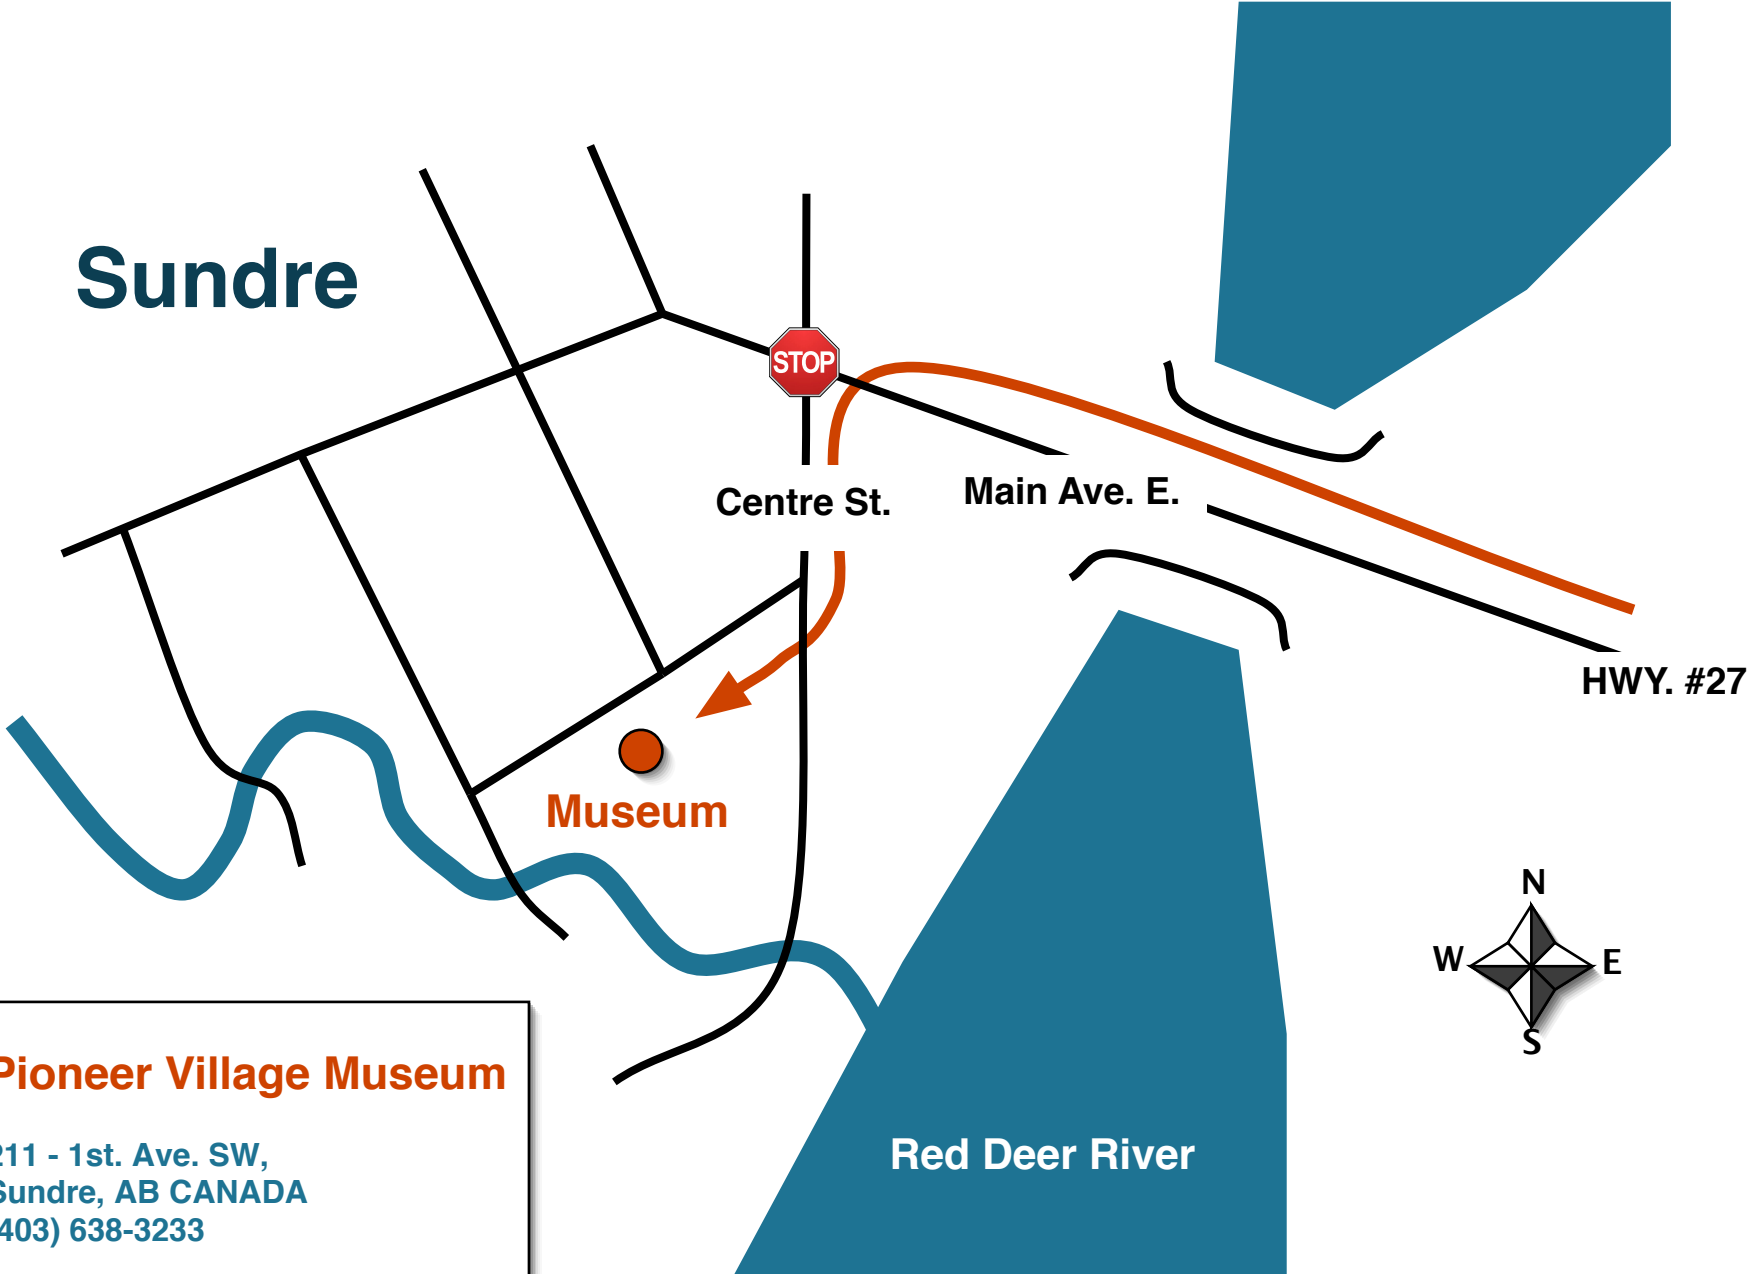 Sundre
STOP
Centre St.
Main Ave. E.
HWY. #27
Museum
N
W
E
S
Pioneer Village Museum
211 - 1st. Ave. SW,
Sundre, AB CANADA
(403) 638-3233
Red Deer River